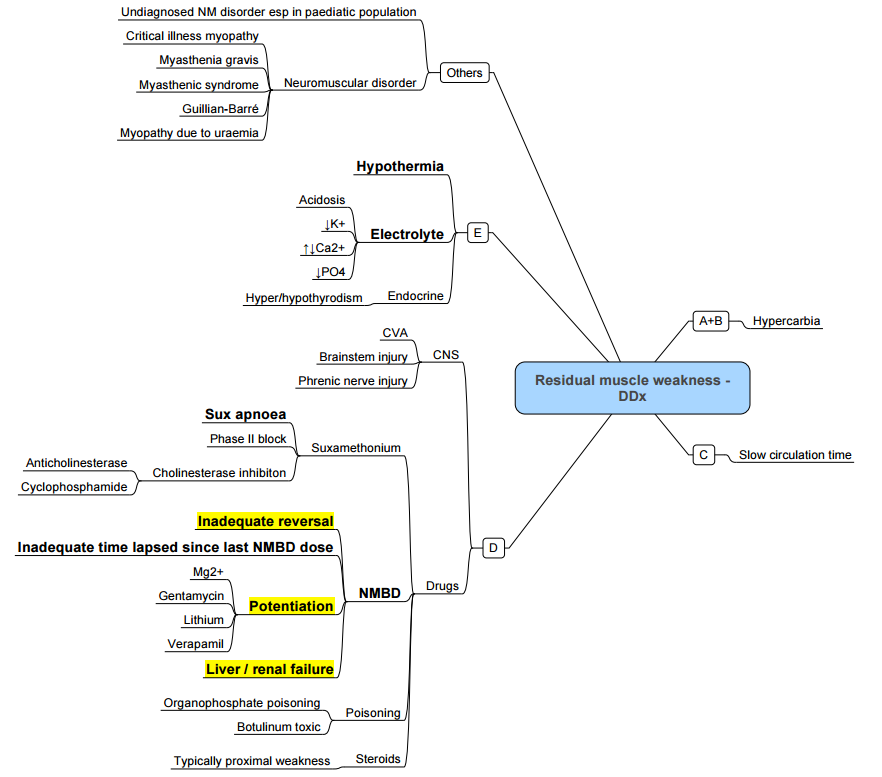 Undiagnosed NM disorder esp in paediatic population
Critical illness myopathy
Myasthenia gravis
Myasthenic syndrome
Guillian-Barré
Myopathy due to uraemia
Neuromuscular disorder
Others
Hypothermia
Acidosis
↓K+
↑↓Ca2+
↓PO4
Electrolyte
Hyper/hypothyrodism
Endocrine
E
A+B
Hypercarbia
Residual muscle weakness -
DDx
C
Slow circulation time
CVA
Brainstem injury
Phrenic nerve injury
CNS
Sux apnoea
Phase II block
Anticholinesterase
Cyclophosphamide
Cholinesterase inhibiton
Suxamethonium
D
Inadequate reversal
Inadequate time lapsed since last NMBD dose
Mg2+
Gentamycin
Lithium
Verapamil
Potentiation
Liver / renal failure
NMBD
Drugs
Organophosphate poisoning
Botulinum toxic
Poisoning
Typically proximal weakness
Steroids